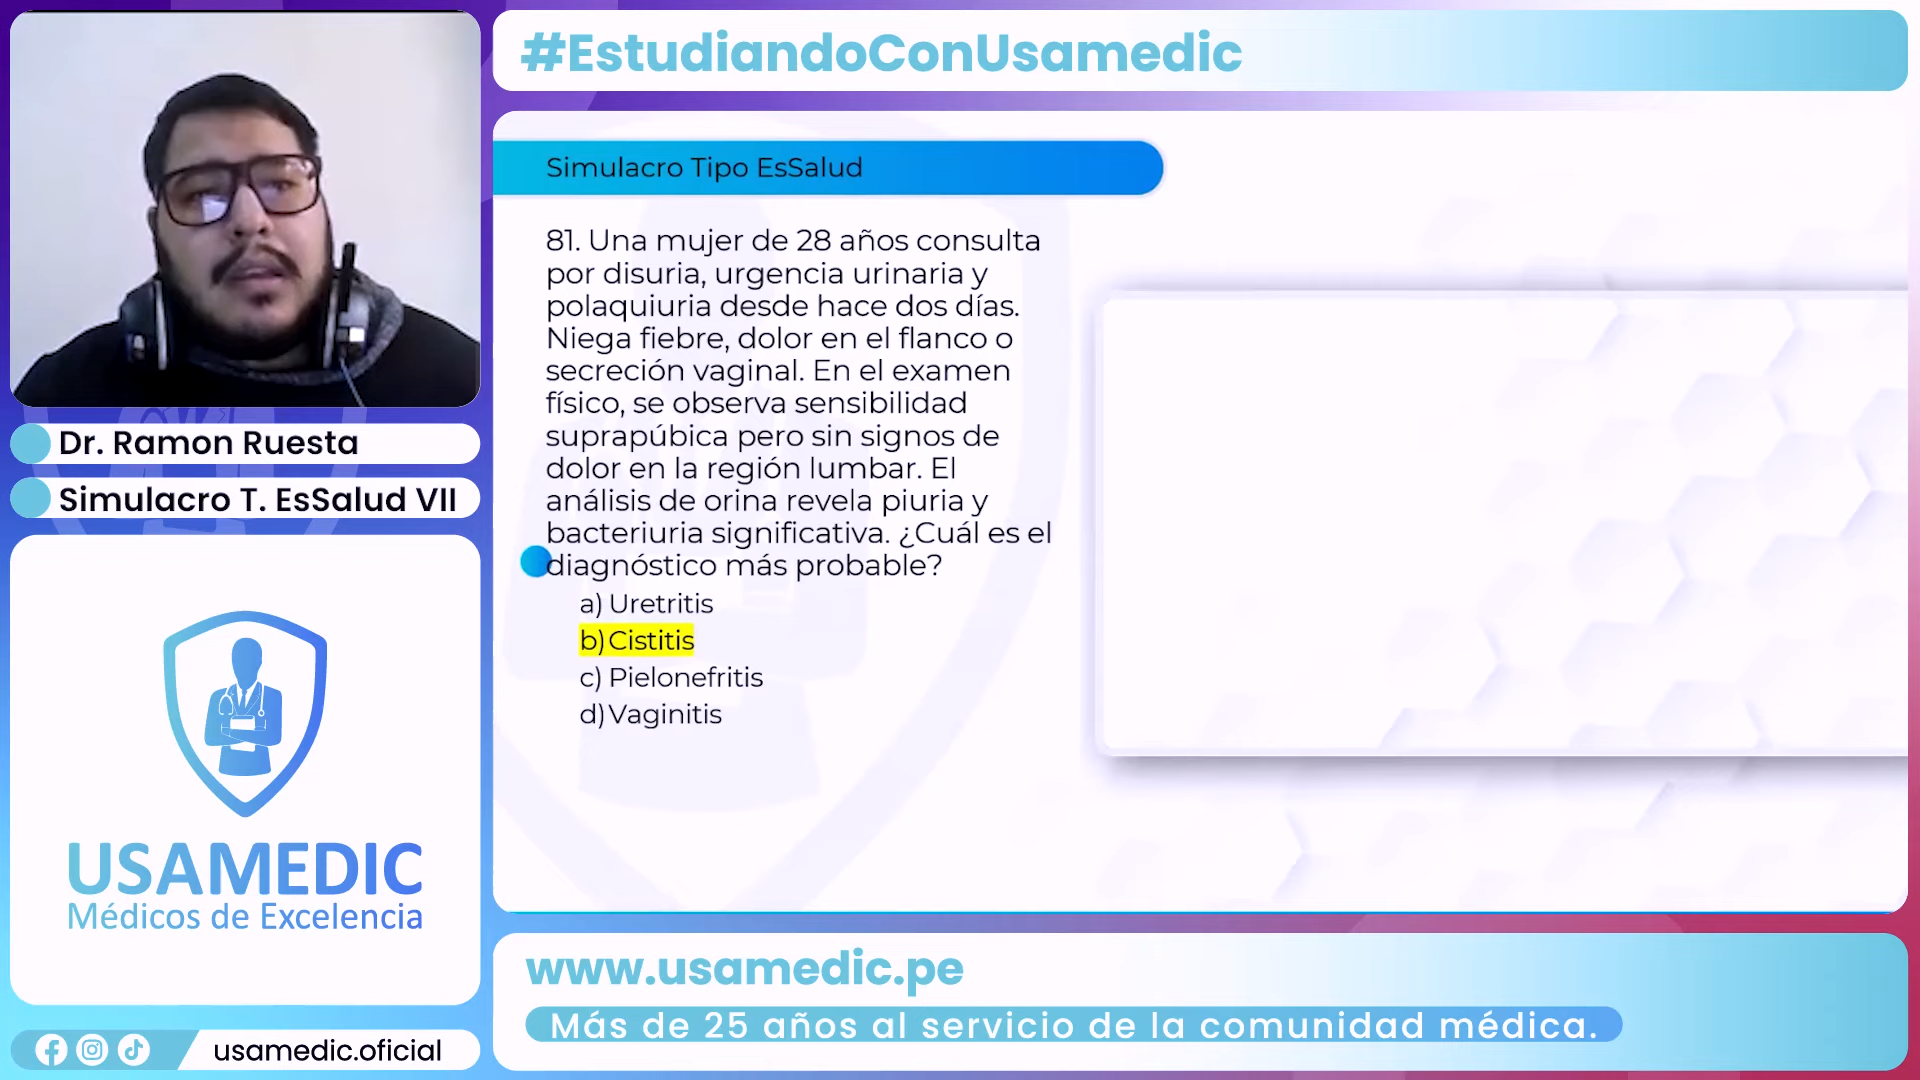 #EstudiandoConUsamedic
Simulacro Tipo EsSalud
81. Una mujer de 28 años consulta
por disuria, urgencia urinaria y
polaquiuria desde hace dos días.
Niega fiebre, dolor en el flanco o
secreción vaginal. En el examen
físico, se observa sensibilidad
suprapúbica pero sin signos de
dolor en la región lumbar. El
análisis de orina revela piuria y
bacteriuria significativa. ¿Cuál es el
diagnóstico más probable?
a) Uretritis
b) Cistitis
c) Pielonefritis
d) Vaginitis
Dr. Ramon Ruesta
Simulacro T. EsSalud VII
USAMEDIC
Médicos de Excelencia
usamedic.oficial
www.usamedic.pe
Más de 25 años al servicio de la comunidad médica.